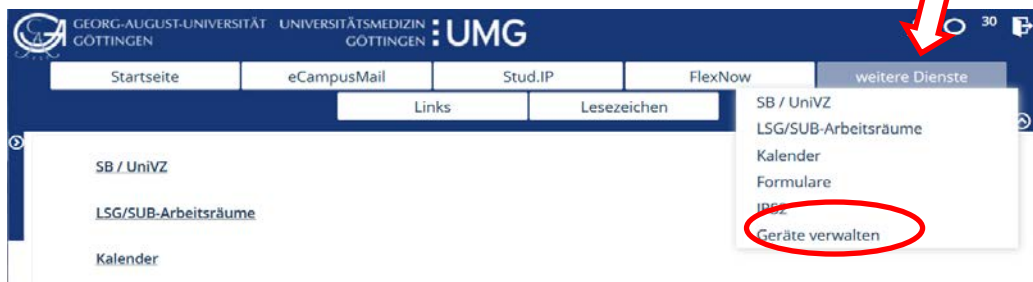 GEORG-AUGUST-UNIVERSITÄT
GÖTTINGEN
UNIVERSITÄTSMEDIZIN
GÖTTINGEN
UMG
30
Startseite
eCampusMail
Stud.IP
FlexNow
weitere Dienste
Links
Lesezeichen
SB / UniVZ
LSG/SUB-Arbeitsräume
Kalender
Formulare
Geräte verwalten
SB / UniVZ
LSG/SUB-Arbeitsräume
Kalender